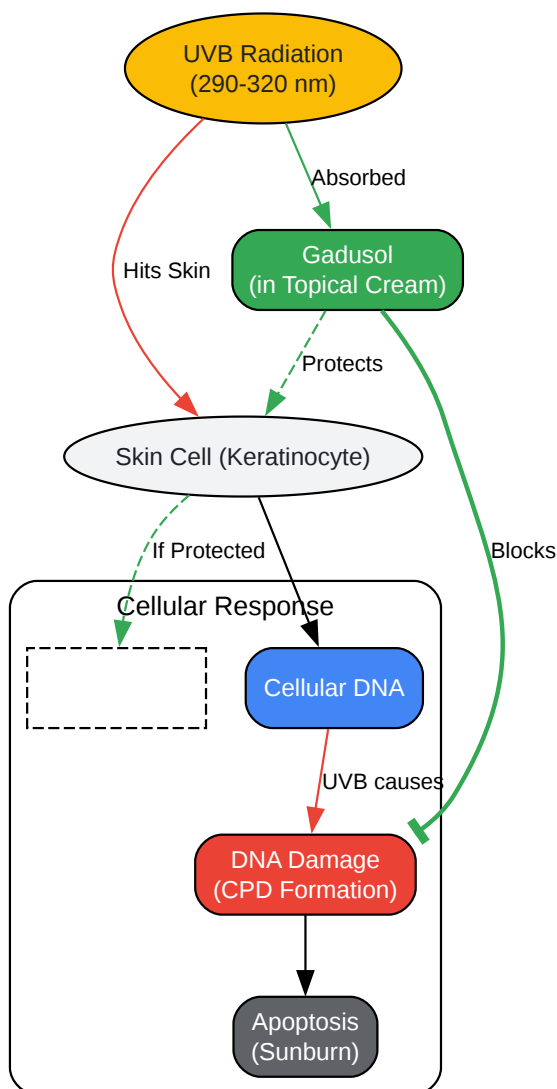 UVB Radiation
(290-320 nm)
Absorbed
Gadusol
(in Topical Cream)
Hits Skin
Protects
Skin Cell (Keratinocyte)
If Protected
Blocks
Cellular Response
Cellular DNA
UVB causes
DNA Damage
(CPD Formation)
Apoptosis
(Sunburn)